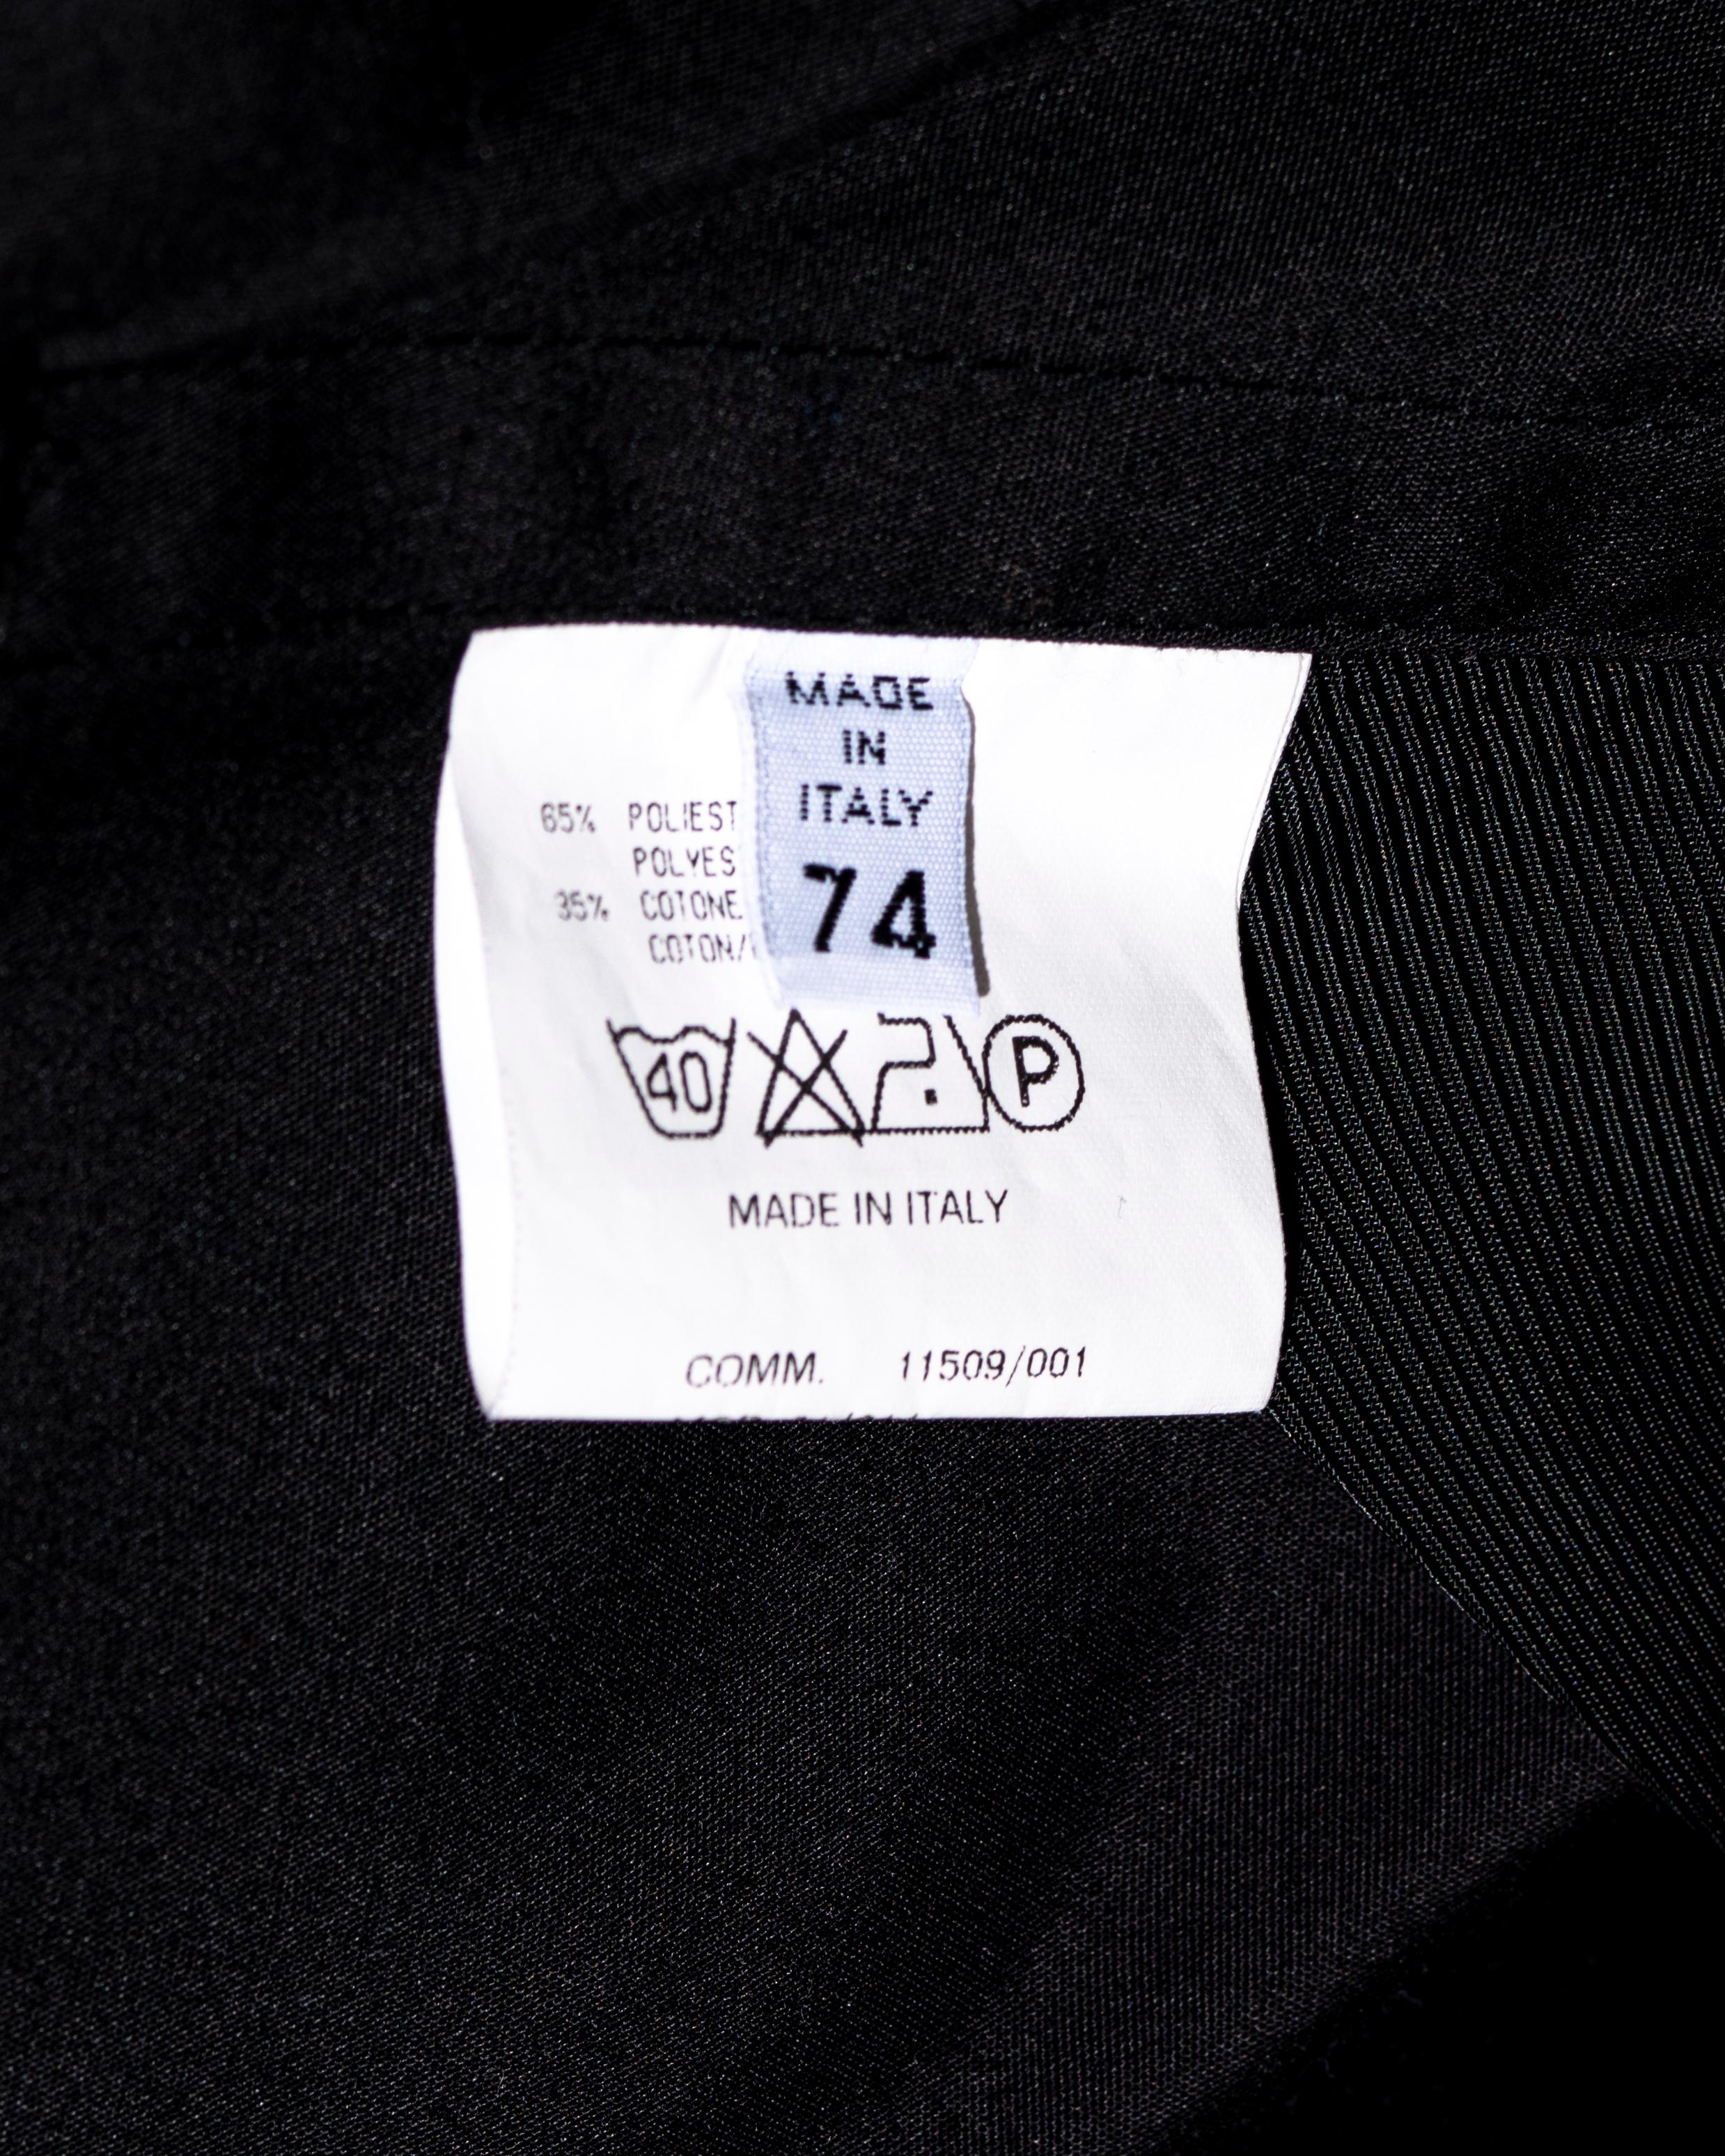 MADE
IN
ITALY
74
65% POLIEST
POLYES
35% COTONE
COTON/
40
P
MADE IN ITALY
COMM. 11509/001